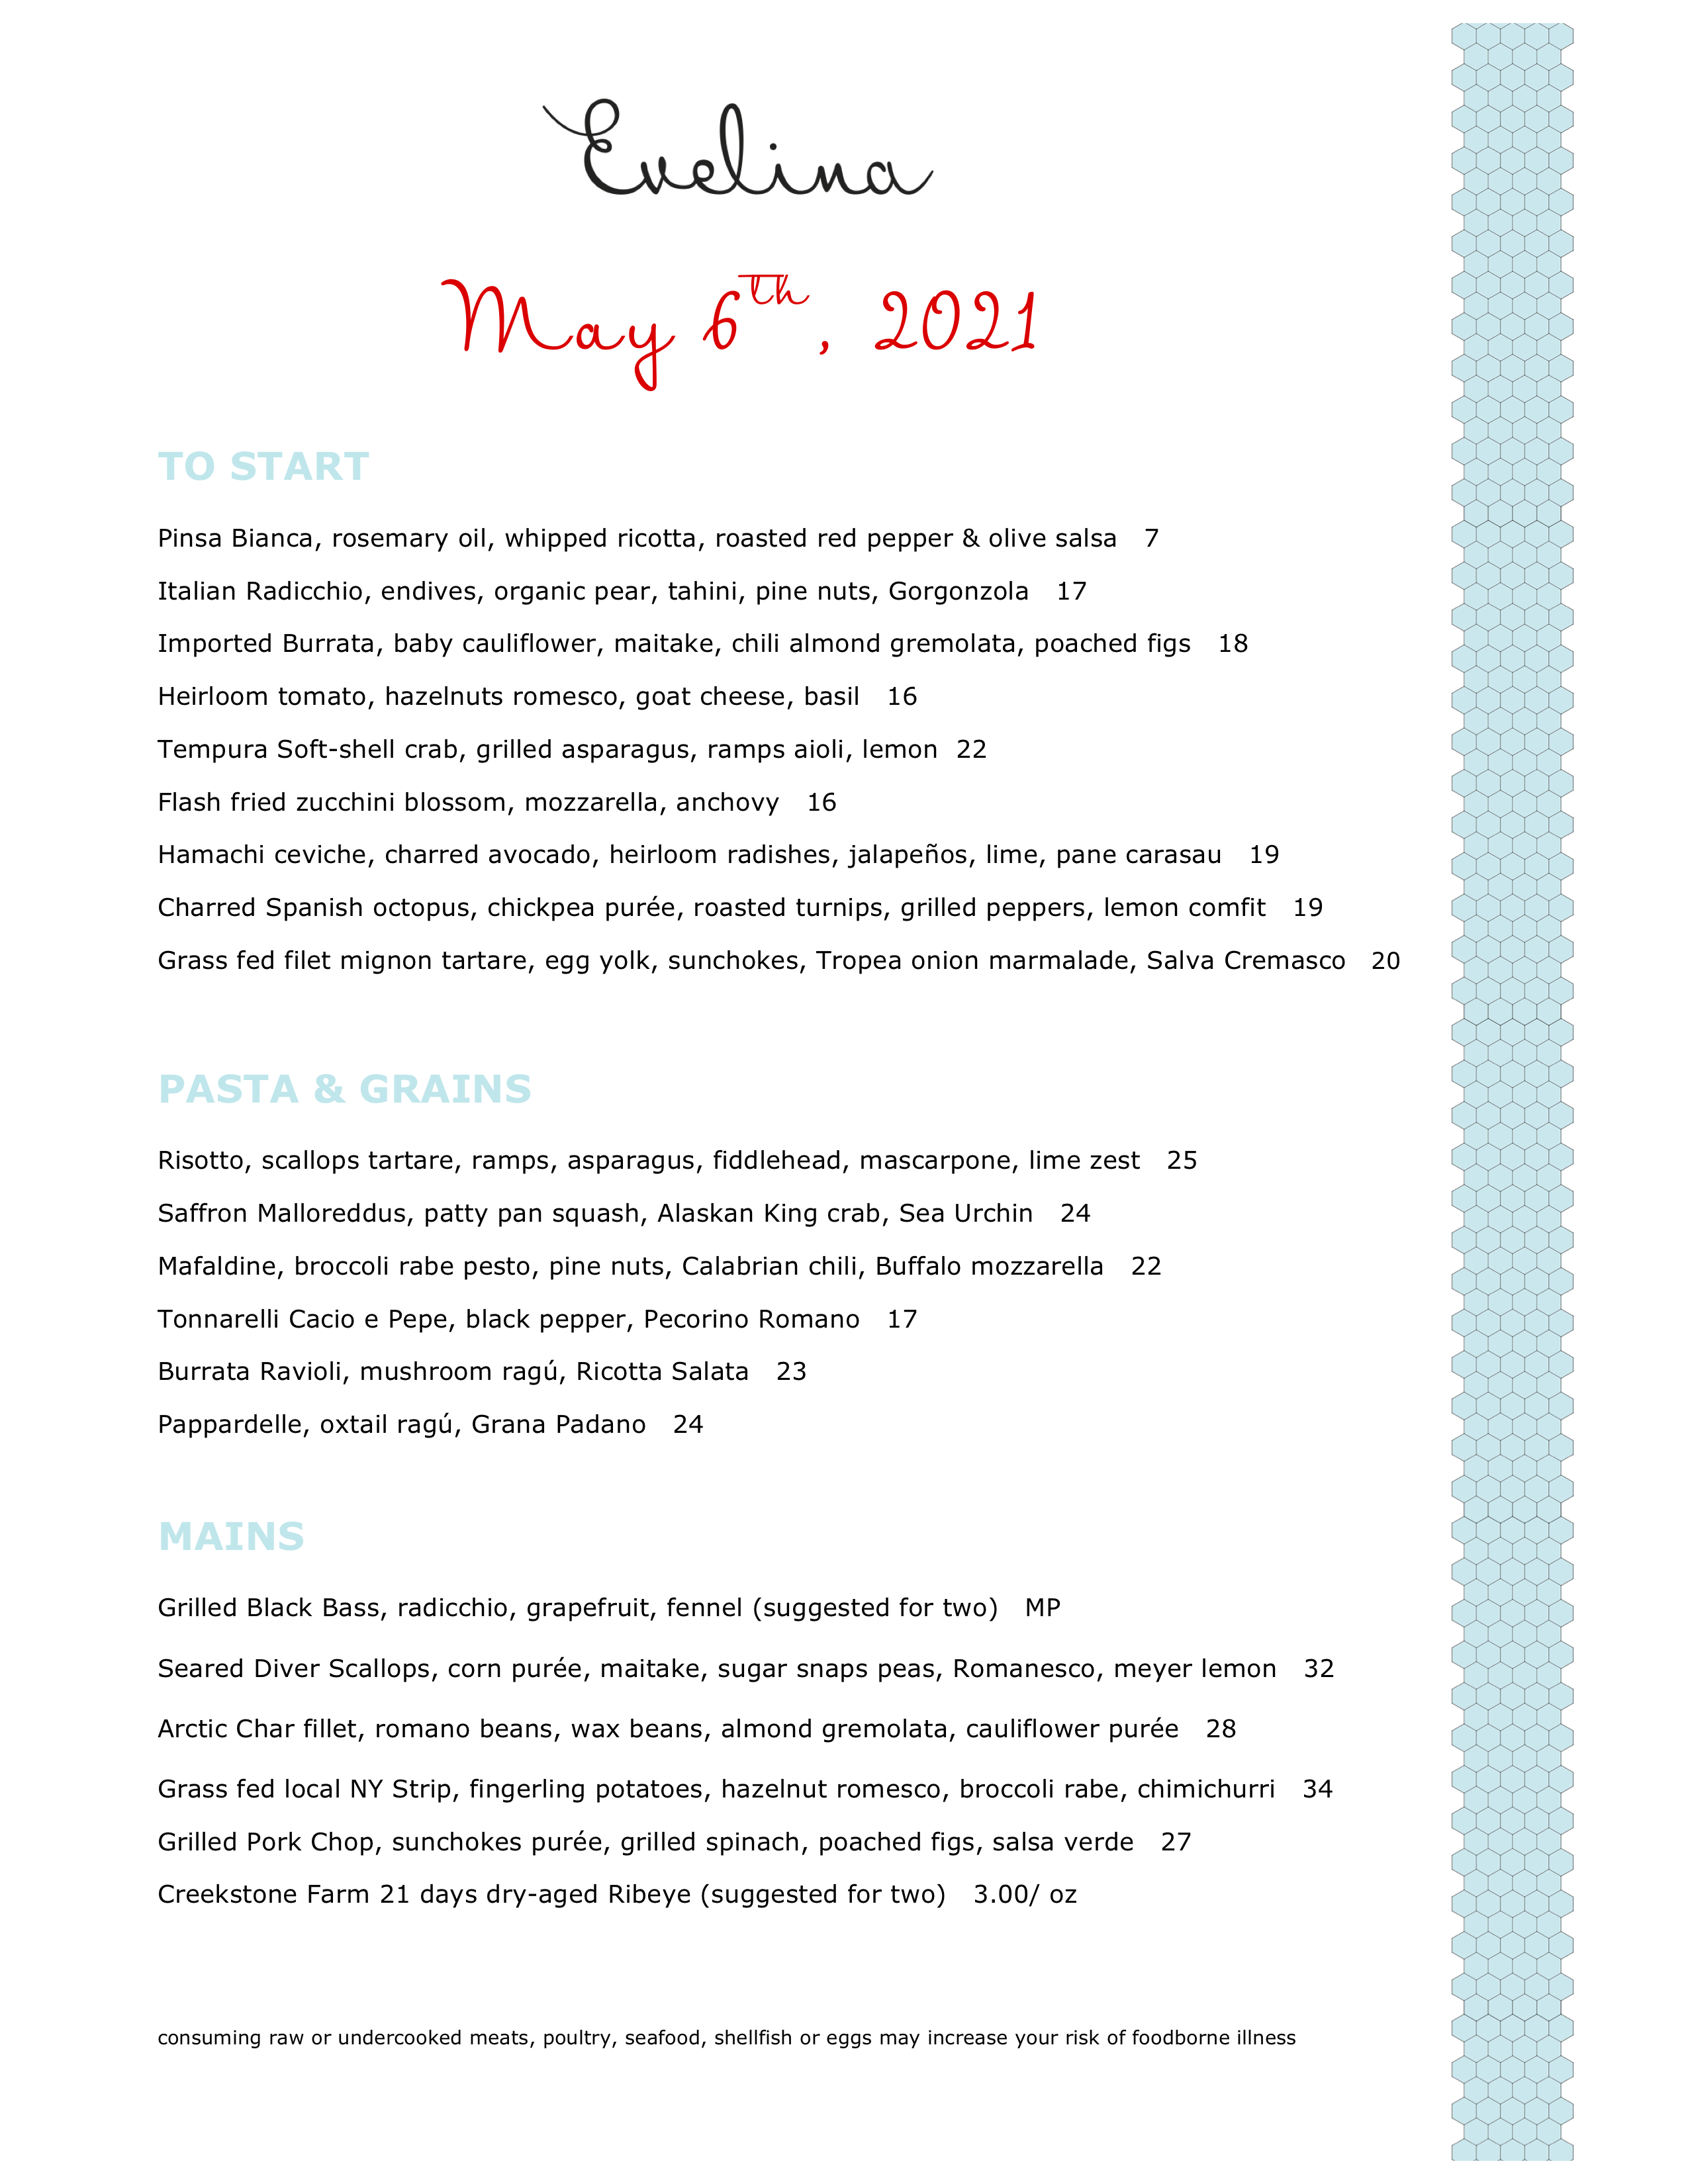 Evelina
May 6th, 2021
TO START
Pinsa Bianca, rosemary oil, whipped ricotta, roasted red pepper & olive salsa 7
Italian Radicchio, endives, organic pear, tahini, pine nuts, Gorgonzola 17
Imported Burrata, baby cauliflower, maitake, chili almond gremolata, poached figs 18
Heirloom tomato, hazelnuts romesco, goat cheese, basil 16
Tempura Soft-shell crab, grilled asparagus, ramps aioli, lemon 22
Flash fried zucchini blossom, mozzarella, anchovy 16
Hamachi ceviche, charred avocado, heirloom radishes, jalapeños, lime, pane carasau 19
Charred Spanish octopus, chickpea purée, roasted turnips, grilled peppers, lemon comfit 19
Grass fed filet mignon tartare, egg yolk, sunchokes, Tropea onion marmalade, Salva Cremasco 20
PASTA & GRAINS
Risotto, scallops tartare, ramps, asparagus, fiddlehead, mascarpone, lime zest 25
Saffron Malloreddus, patty pan squash, Alaskan King crab, Sea Urchin 24
Mafaldine, broccoli rabe pesto, pine nuts, Calabrian chili, Buffalo mozzarella 22
Tonnarelli Cacio e Pepe, black pepper, Pecorino Romano 17
Burrata Ravioli, mushroom ragú, Ricotta Salata 23
Pappardelle, oxtail ragú, Grana Padano 24
MAINS
Grilled Black Bass, radicchio, grapefruit, fennel (suggested for two) MP
Seared Diver Scallops, corn purée, maitake, sugar snaps peas, Romanesco, meyer lemon 32
Arctic Char fillet, romano beans, wax beans, almond gremolata, cauliflower purée 28
Grass fed local NY Strip, fingerling potatoes, hazelnut romesco, broccoli rabe, chimichurri 34
Grilled Pork Chop, sunchokes purée, grilled spinach, poached figs, salsa verde 27
Creekstone Farm 21 days dry-aged Ribeye (suggested for two) 3.00/ oz
consuming raw or undercooked meats, poultry, seafood, shellfish or eggs may increase your risk of foodborne illness